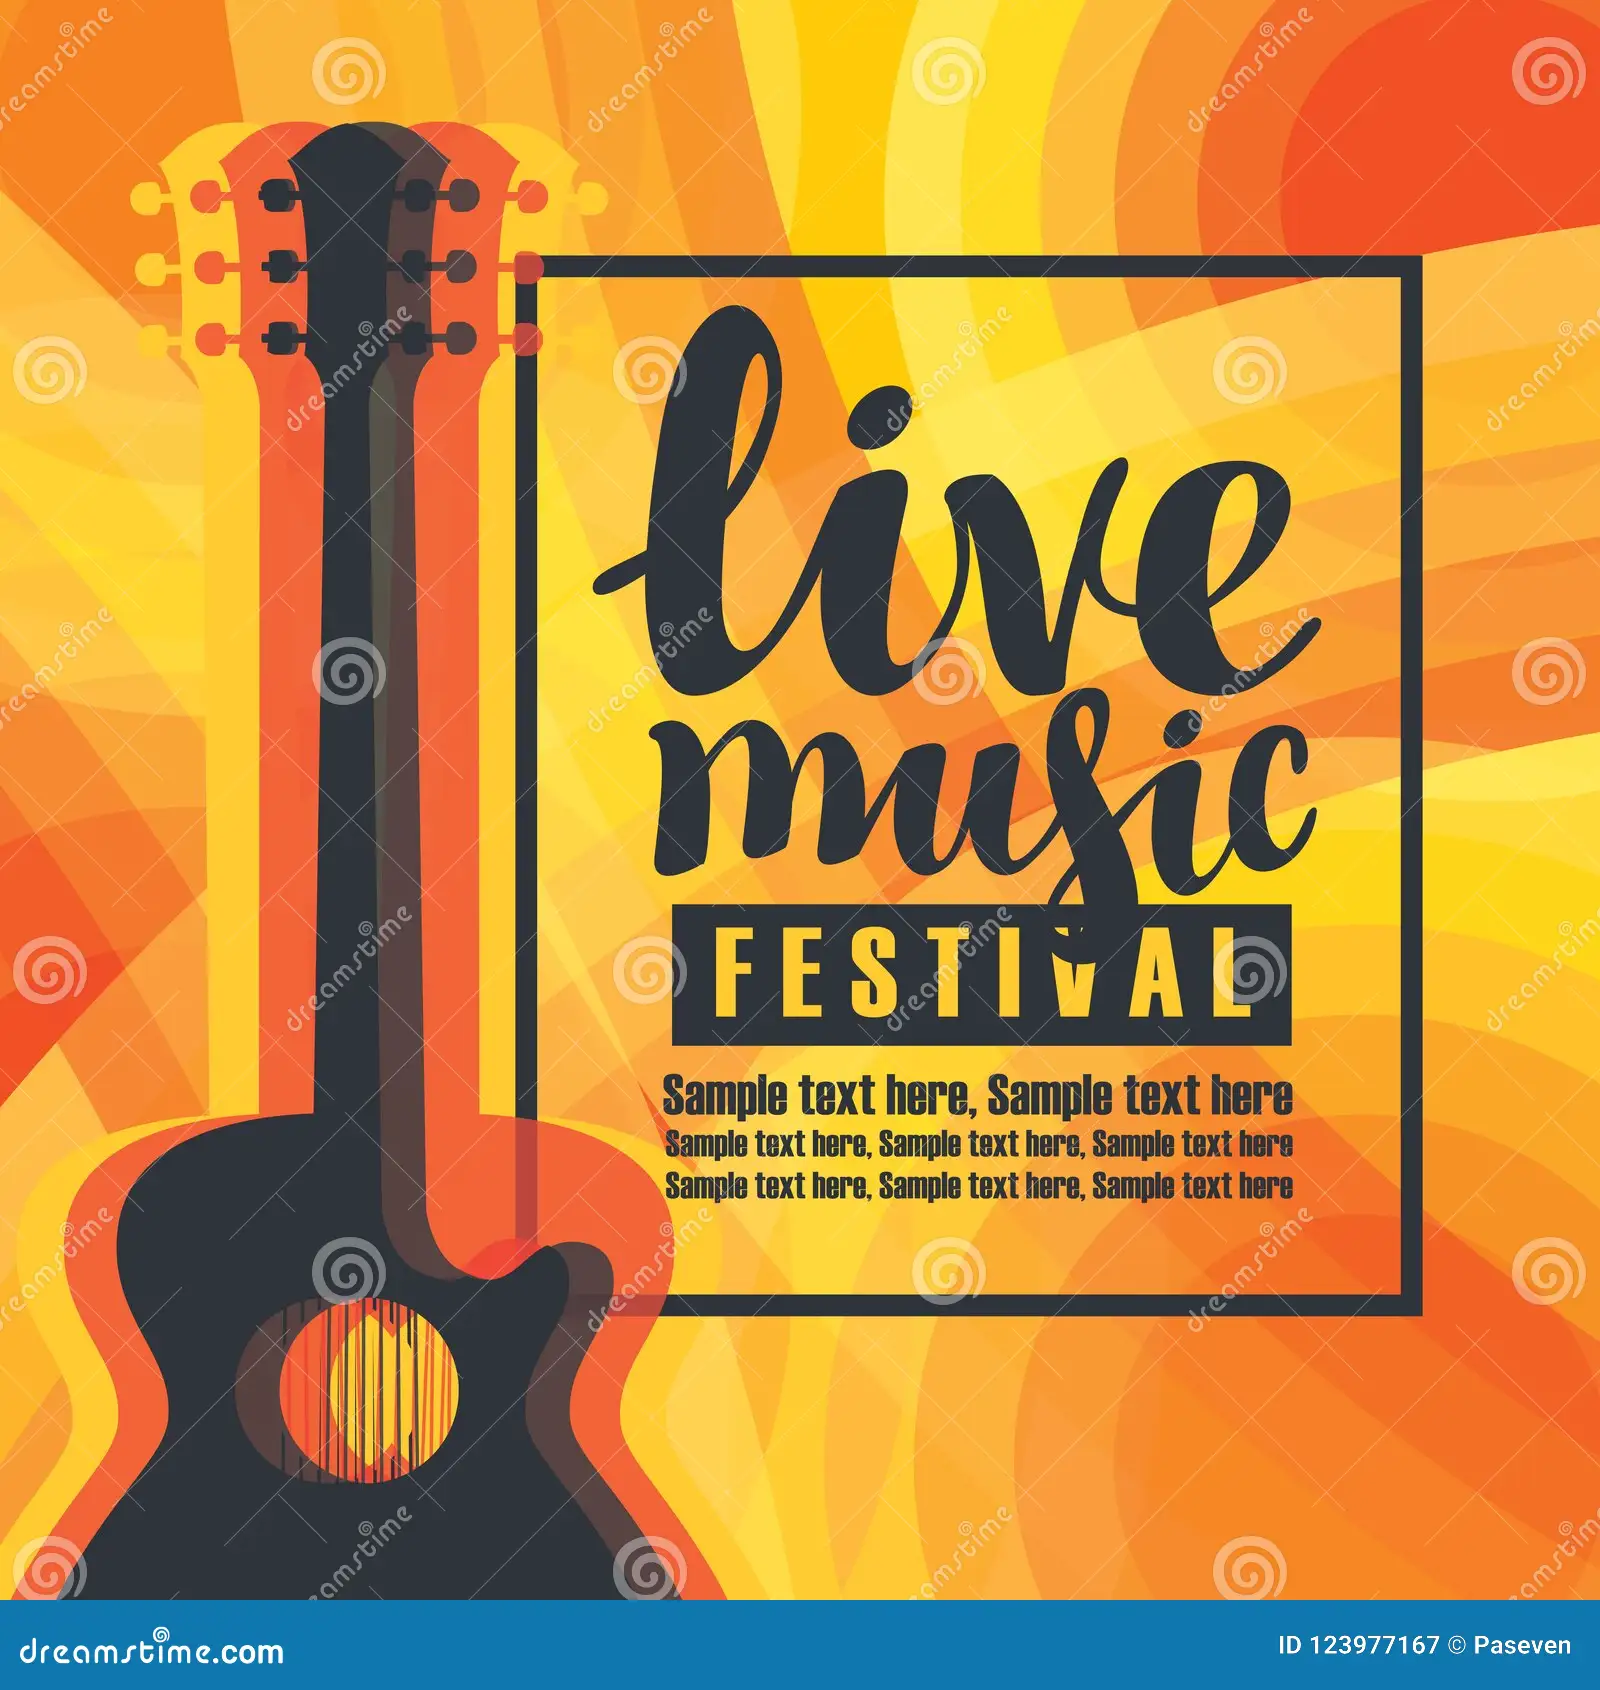 live
music
FESTIVAL
Sample text here, Sample text here
Sample text here, Sample text here, Sample text here
Sample text here, Sample text here, Sample text here
dreamstime.com
ID 123977167 © Paseven